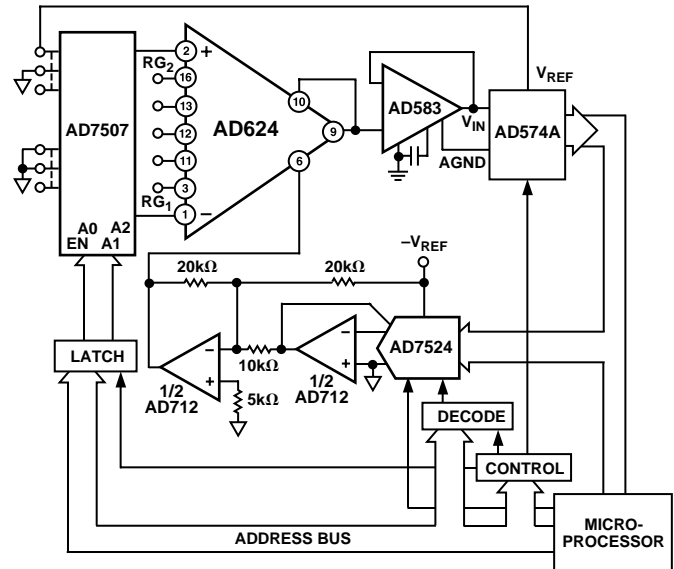 V_REF
AD7507
2
+
RG₂
16
13
12
11
3
RG₁
1
−
AD624
10
9
6
AD583
V_IN
AGND
AD574A
A0
A2
EN
A1
20kΩ
20kΩ
−V_REF
LATCH
−
+
1/2
AD712
5kΩ
10kΩ
−
+
1/2
AD712
AD7524
DECODE
CONTROL
MICRO-
PROCESSOR
ADDRESS BUS